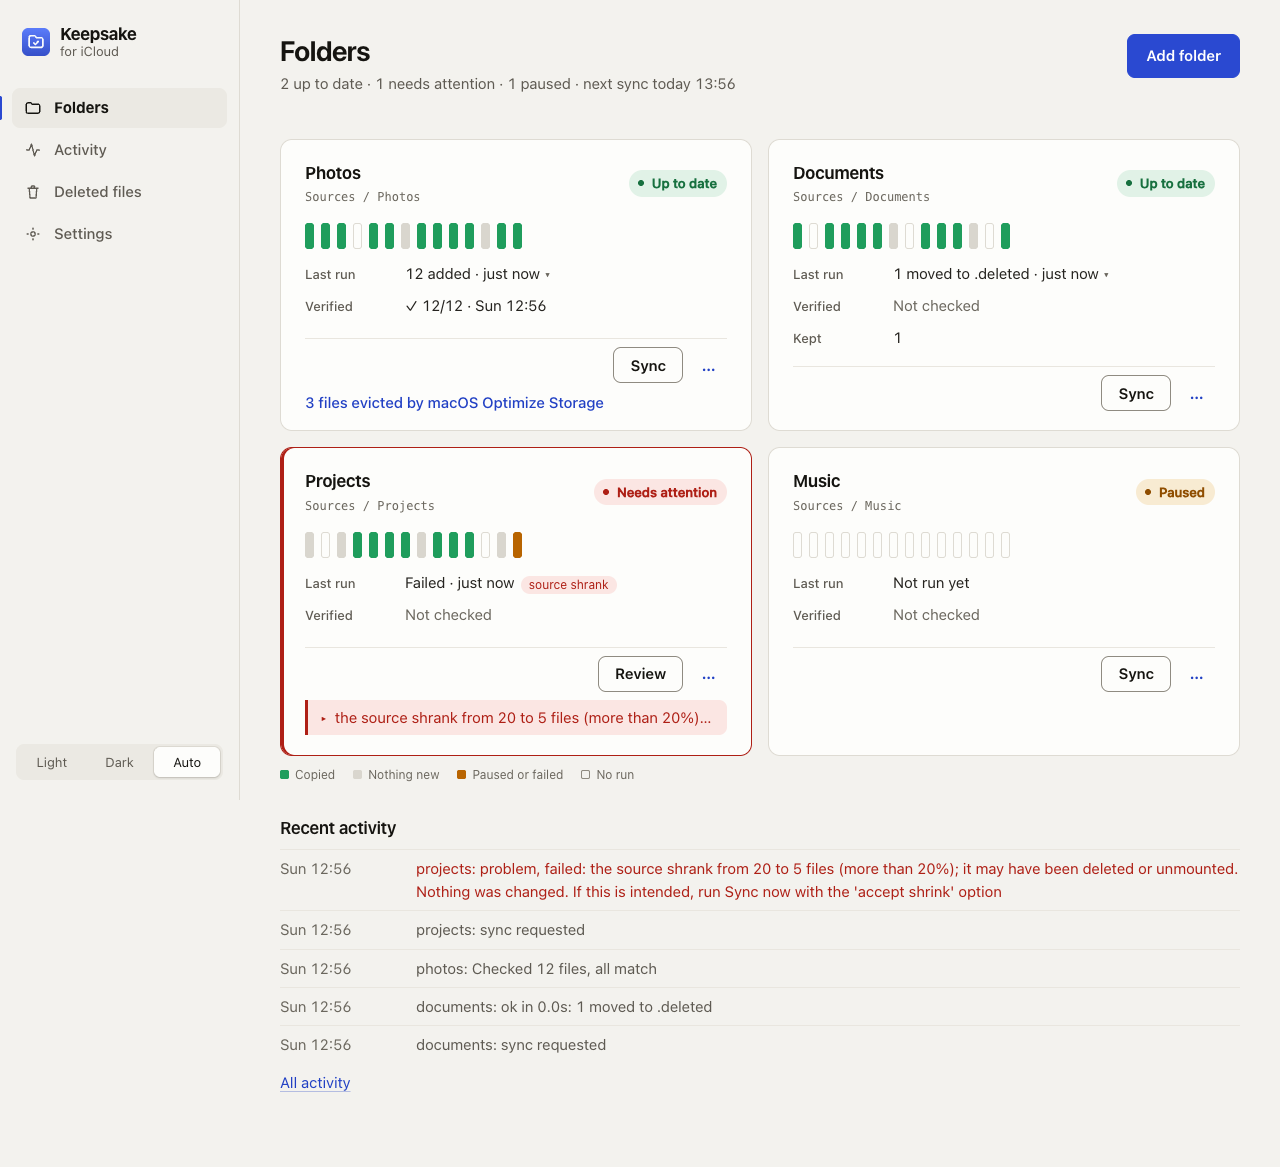 Keepsake
for iCloud
Folders
Activity
Deleted files
Settings
Light
Dark
Auto
Folders
2 up to date · 1 needs attention · 1 paused · next sync today 13:56
Add folder
Photos
Sources / Photos
Up to date
Last run
12 added · just now ▾
Verified
✓ 12/12 · Sun 12:56
Sync
...
3 files evicted by macOS Optimize Storage
Documents
Sources / Documents
Up to date
Last run
1 moved to .deleted · just now ▾
Verified
Not checked
Kept
1
Sync
...
Projects
Sources / Projects
Needs attention
Last run
Failed · just now source shrank
Verified
Not checked
Review
...
▸ the source shrank from 20 to 5 files (more than 20%)...
Music
Sources / Music
Paused
Last run
Not run yet
Verified
Not checked
Sync
...
Copied
Nothing new
Paused or failed
No run
Recent activity
Sun 12:56
projects: problem, failed: the source shrank from 20 to 5 files (more than 20%); it may have been deleted or unmounted.
Nothing was changed. If this is intended, run Sync now with the 'accept shrink' option
Sun 12:56
projects: sync requested
Sun 12:56
photos: Checked 12 files, all match
Sun 12:56
documents: ok in 0.0s: 1 moved to .deleted
Sun 12:56
documents: sync requested
All activity